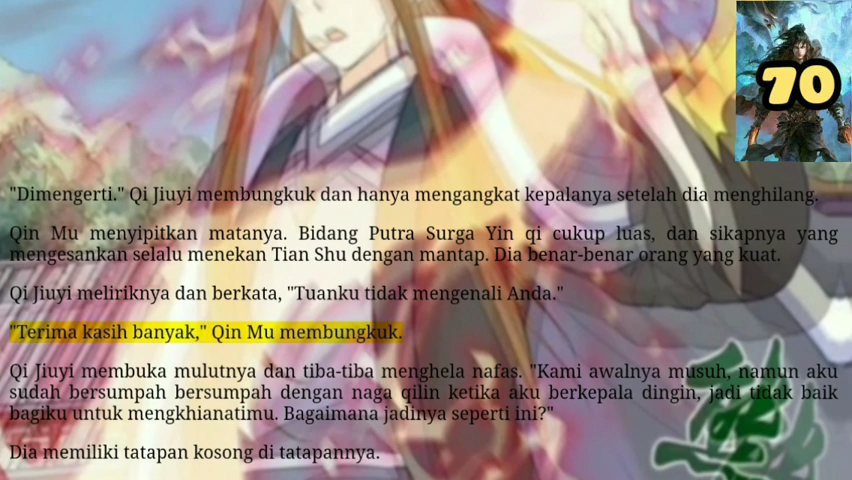 70
"Dimengerti." Qi Jiuyi membungkuk dan hanya mengangkat kepalanya setelah dia menghilang.
Qin Mu menyipitkan matanya. Bidang Putra Surga Yin qi cukup luas, dan sikapnya yang
mengesankan selalu menekan Tian Shu dengan mantap. Dia benar-benar orang yang kuat.
Qi Jiuyi meliriknya dan berkata, "Tuanku tidak mengenali Anda."
"Terima kasih banyak," Qin Mu membungkuk.
Qi Jiuyi membuka mulutnya dan tiba-tiba menghela nafas. "Kami awalnya musuh, namun aku
sudah bersumpah bersumpah dengan naga qilin ketika aku berkepala dingin, jadi tidak baik
bagiku untuk mengkhianatimu. Bagaimana jadinya seperti ini?"
Dia memiliki tatapan kosong di tatapannya.